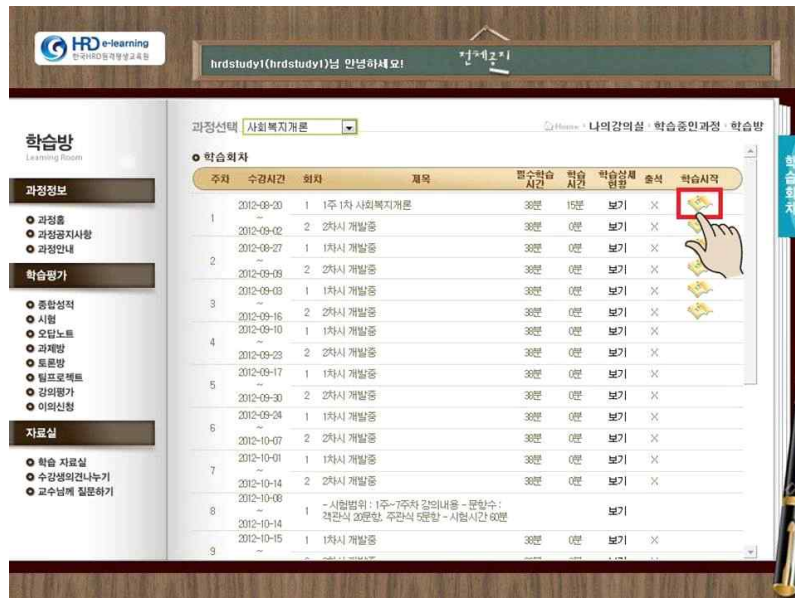 HRD e-learning
한국HRD원격평생교육원
hrdstudy1(hrdstudy1)님 안녕하세요!
전체공지
학습방
Learning Room
과정정보
과정홈
과정공지사항
과정안내
학습평가
종합성적
시험
오답노트
과제방
토론방
팀프로젝트
강의평가
이의신청
자료실
학습 자료실
수강생의견나누기
교수님께 질문하기
과정선택 사회복지개론
Home · 나의강의실 · 학습중인과정 · 학습방
학습회차
주차 수강시간 회차 제목 필수학습시간 학습시간 학습상세현황 출석 학습시작
1 2012-08-20 ~ 2012-09-02
1 1주 1차 사회복지개론 38분 15분 보기 X
2 2차시 개발중 38분 0분 보기 X
2 2012-08-27 ~ 2012-09-09
1 1차시 개발중 38분 0분 보기 X
2 2차시 개발중 38분 0분 보기 X
3 2012-09-03 ~ 2012-09-16
1 1차시 개발중 38분 0분 보기 X
2 2차시 개발중 38분 0분 보기 X
4 2012-09-10 ~ 2012-09-23
1 1차시 개발중 38분 0분 보기 X
2 2차시 개발중 38분 0분 보기 X
5 2012-09-17 ~ 2012-09-30
1 1차시 개발중 38분 0분 보기 X
2 2차시 개발중 38분 0분 보기 X
6 2012-09-24 ~ 2012-10-07
1 1차시 개발중 38분 0분 보기 X
2 2차시 개발중 38분 0분 보기 X
7 2012-10-01 ~ 2012-10-14
1 1차시 개발중 38분 0분 보기 X
2 2차시 개발중 38분 0분 보기 X
8 2012-10-08 ~ 2012-10-14
1 - 시험범위 : 1주~7주차 강의내용 - 문항수 :
객관식 20문항, 주관식 5문항 - 시험시간 60분 보기
9 2012-10-15 ~
1 1차시 개발중 38분 0분 보기 X
학습회차